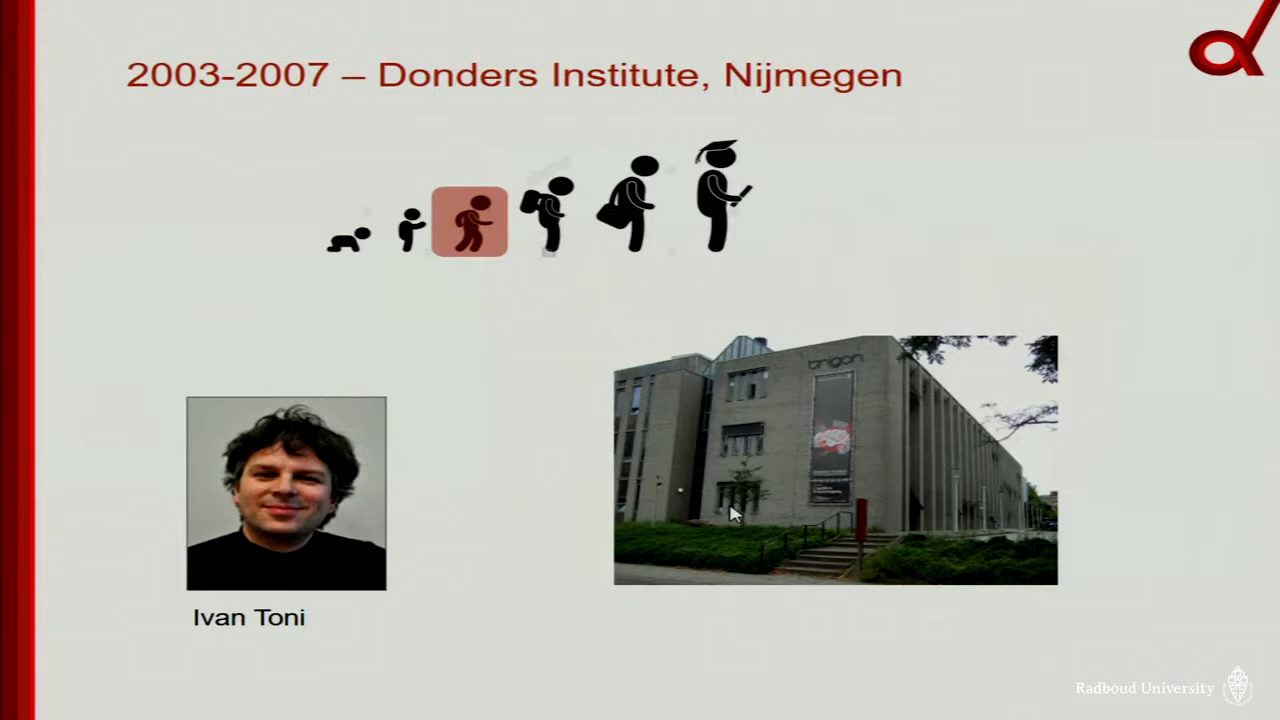 2003-2007 – Donders Institute, Nijmegen
trigon
Ivan Toni
Radboud University